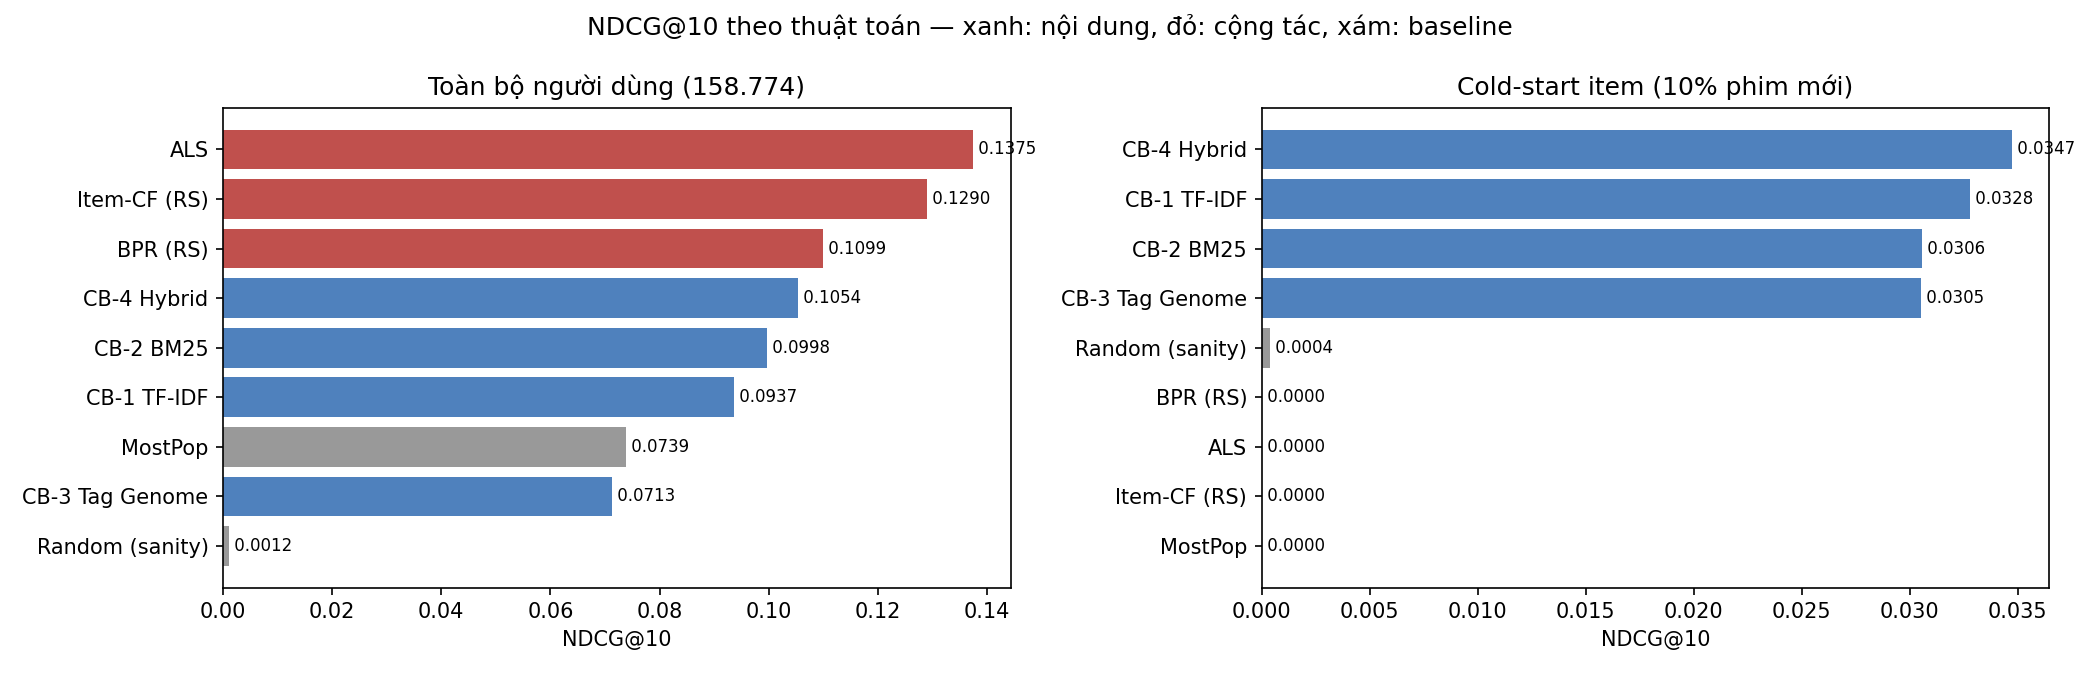 NDCG@10 theo thuật toán — xanh: nội dung, đỏ: cộng tác, xám: baseline
Toàn bộ người dùng (158.774)
ALS 0.1375
Item-CF (RS) 0.1290
BPR (RS) 0.1099
CB-4 Hybrid 0.1054
CB-2 BM25 0.0998
CB-1 TF-IDF 0.0937
MostPop 0.0739
CB-3 Tag Genome 0.0713
Random (sanity) 0.0012
0.00 0.02 0.04 0.06 0.08 0.10 0.12 0.14
NDCG@10
Cold-start item (10% phim mới)
CB-4 Hybrid 0.0347
CB-1 TF-IDF 0.0328
CB-2 BM25 0.0306
CB-3 Tag Genome 0.0305
Random (sanity) 0.0004
BPR (RS) 0.0000
ALS 0.0000
Item-CF (RS) 0.0000
MostPop 0.0000
0.000 0.005 0.010 0.015 0.020 0.025 0.030 0.035
NDCG@10